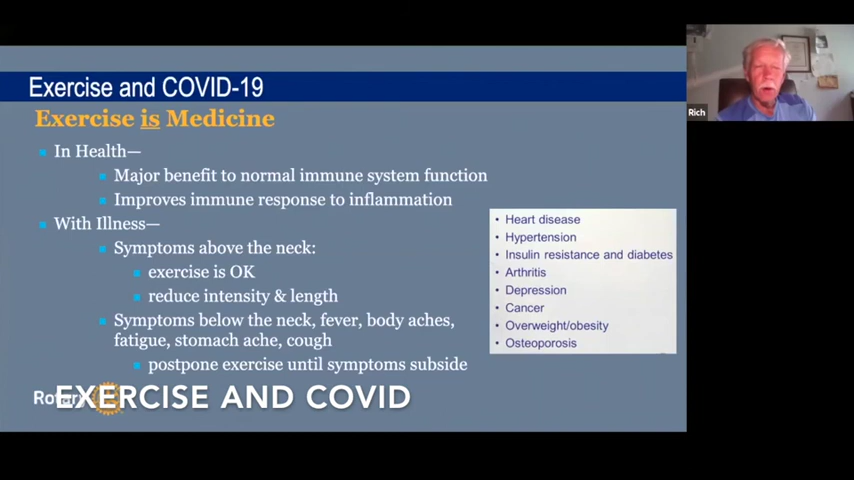 Exercise and COVID-19
Exercise is Medicine
In Health—
Major benefit to normal immune system function
Improves immune response to inflammation
With Illness—
Symptoms above the neck:
exercise is OK
reduce intensity & length
Symptoms below the neck, fever, body aches,
fatigue, stomach ache, cough
postpone exercise until symptoms subside
Heart disease
Hypertension
Insulin resistance and diabetes
Arthritis
Depression
Cancer
Overweight/obesity
Osteoporosis
Rotary
EXERCISE AND COVID
Rich